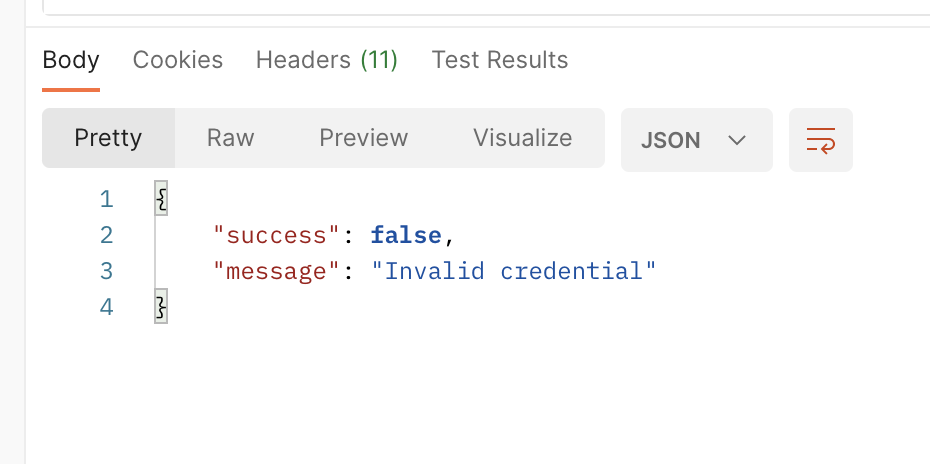 Body Cookies Headers (11) Test Results
Pretty Raw Preview Visualize JSON
1 {
2 "success": false,
3 "message": "Invalid credential"
4 }